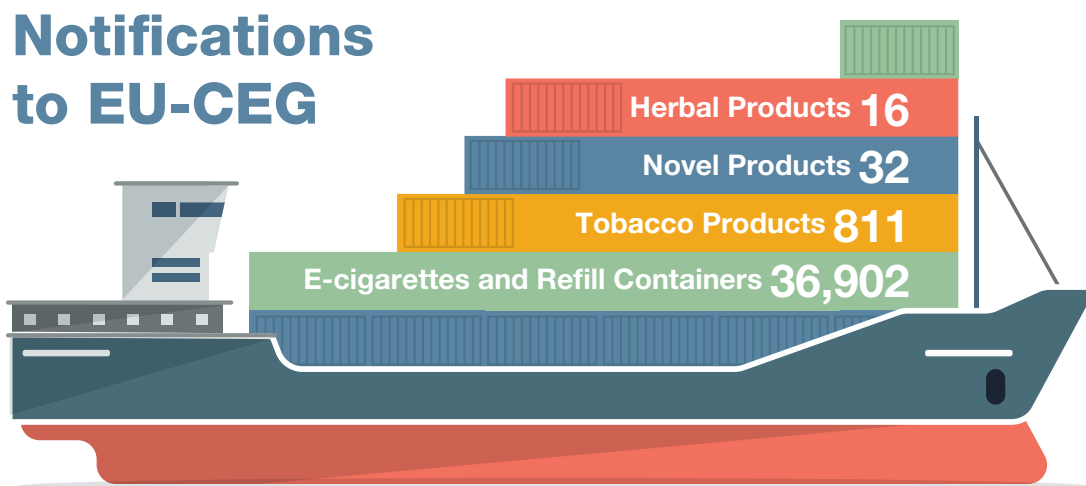 Notifications
to EU-CEG
Herbal Products 16
Novel Products 32
Tobacco Products 811
E-cigarettes and Refill Containers 36,902